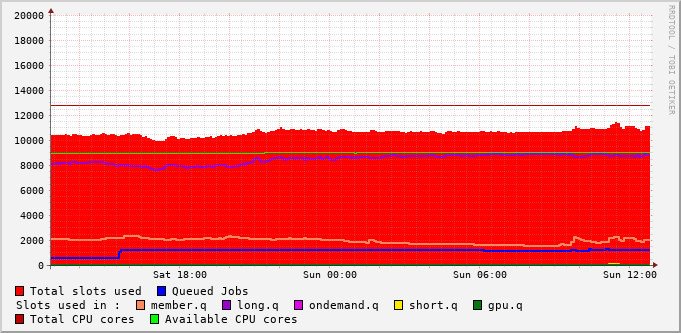 RRDTOOL / TOBI OETIKER
20000
18000
16000
14000
12000
10000
8000
6000
4000
2000
0
Sat 18:00 Sun 00:00 Sun 06:00 Sun 12:00
Total slots used Queued Jobs
Slots used in : member.q long.q ondemand.q short.q gpu.q
Total CPU cores Available CPU cores